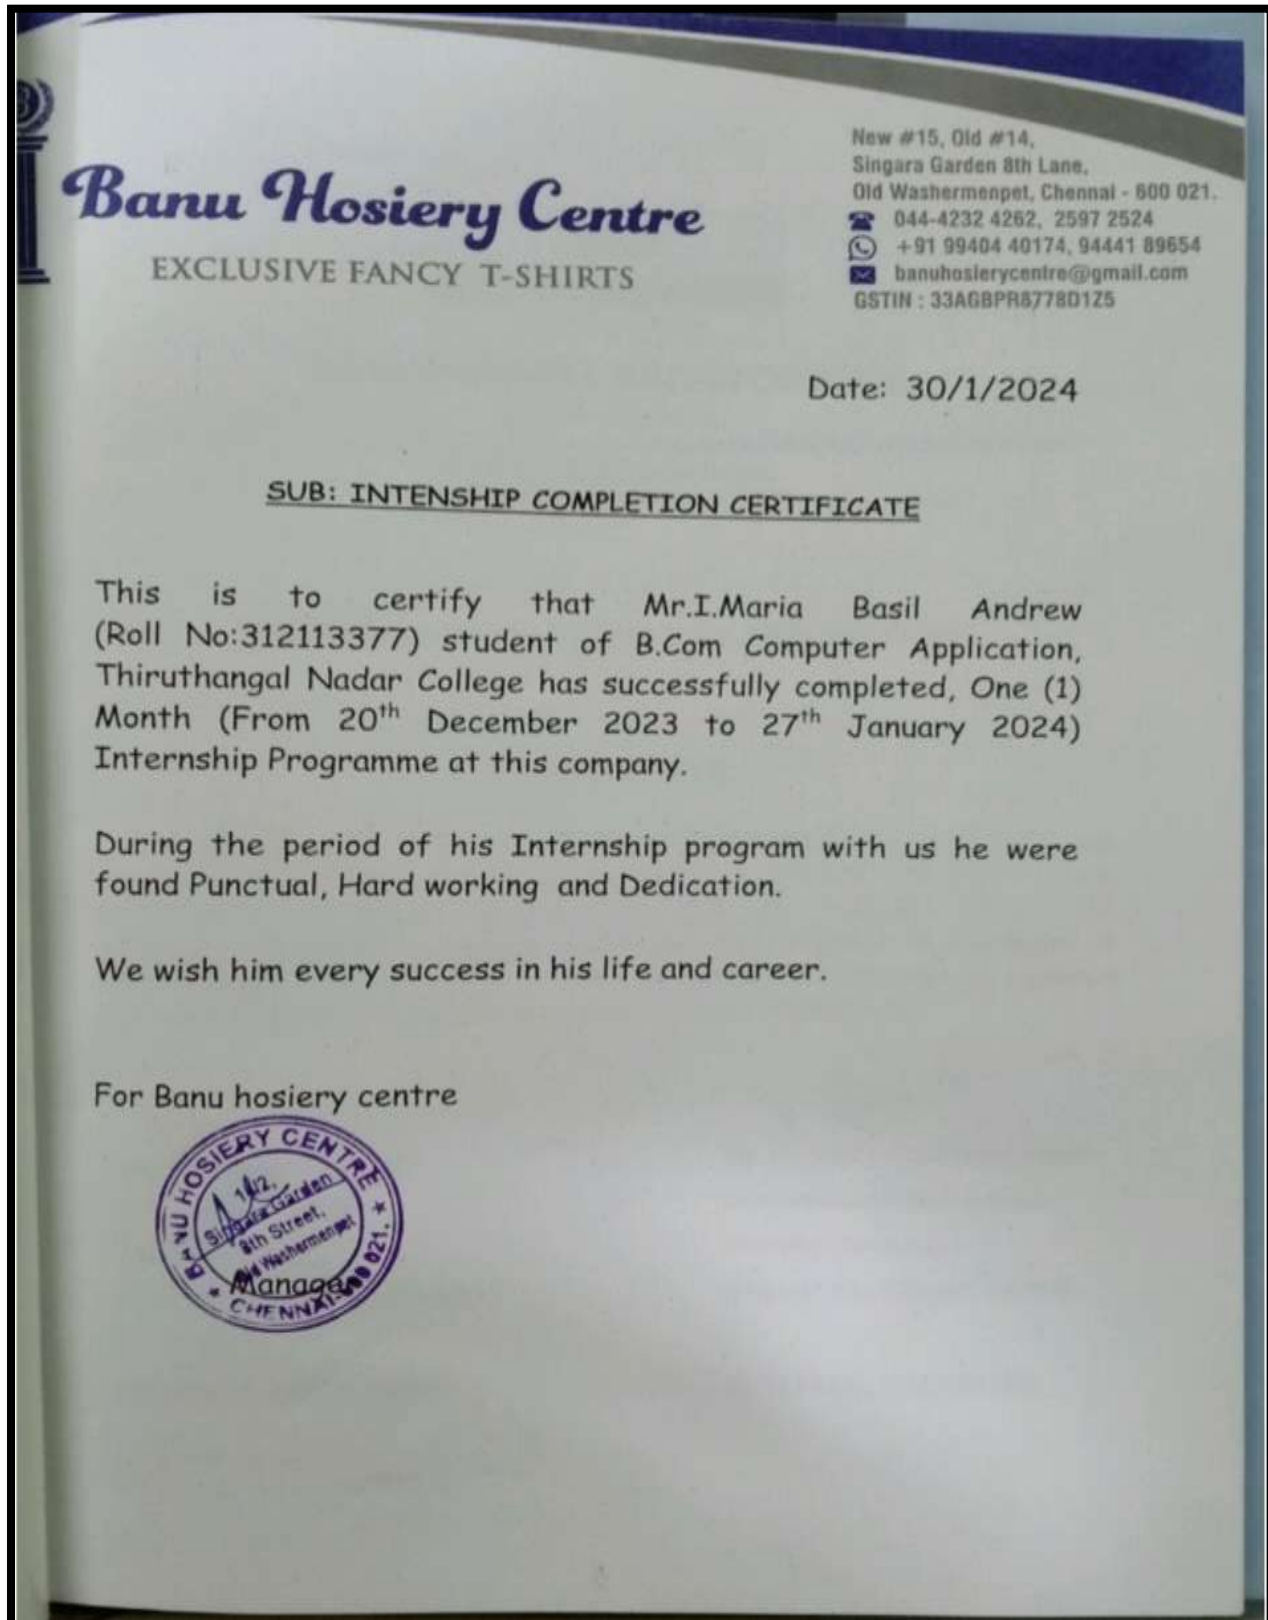 Banu Hosiery Centre
EXCLUSIVE FANCY T-SHIRTS
New #15, Old #14,
Singara Garden 8th Lane,
Old Washermenpet, Chennai - 600 021.
044-4232 4262, 2597 2524
+91 99404 40174, 94441 89654
banuhosierycentre@gmail.com
GSTIN : 33AGBPR8778D1Z5
Date: 30/1/2024
SUB: INTENSHIP COMPLETION CERTIFICATE
This is to certify that Mr.I.Maria Basil Andrew
(Roll No:312113377) student of B.Com Computer Application,
Thiruthangal Nadar College has successfully completed, One (1)
Month (From 20th December 2023 to 27th January 2024)
Internship Programme at this company.
During the period of his Internship program with us he were
found Punctual, Hard working and Dedication.
We wish him every success in his life and career.
For Banu hosiery centre
BANU HOSIERY CENTRE
Singara Garden
8th Street,
Old Washermenpet
CHENNAI-600 021.
Manager